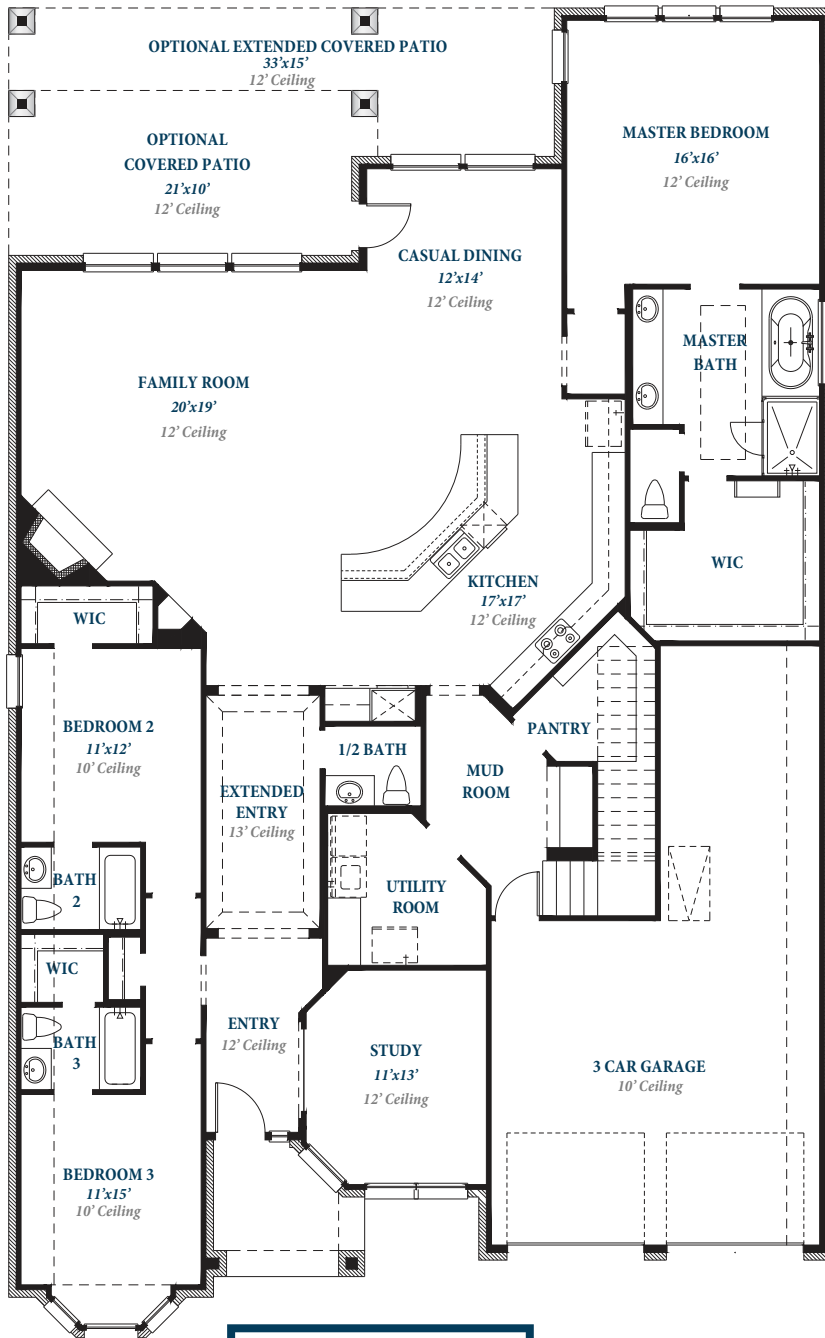 OPTIONAL EXTENDED COVERED PATIO
33’x15’
12’ Ceiling
OPTIONAL
COVERED PATIO
21’x10’
12’ Ceiling
MASTER BEDROOM
16’x16’
12’ Ceiling
CASUAL DINING
12’x14’
12’ Ceiling
MASTER
BATH
FAMILY ROOM
20’x19’
12’ Ceiling
WIC
KITCHEN
17’x17’
12’ Ceiling
WIC
BEDROOM 2
11’x12’
10’ Ceiling
1/2 BATH
PANTRY
MUD
ROOM
EXTENDED
ENTRY
13’ Ceiling
BATH
2
UTILITY
ROOM
WIC
ENTRY
12’ Ceiling
BATH
3
STUDY
11’x13’
12’ Ceiling
3 CAR GARAGE
10’ Ceiling
BEDROOM 3
11’x15’
10’ Ceiling